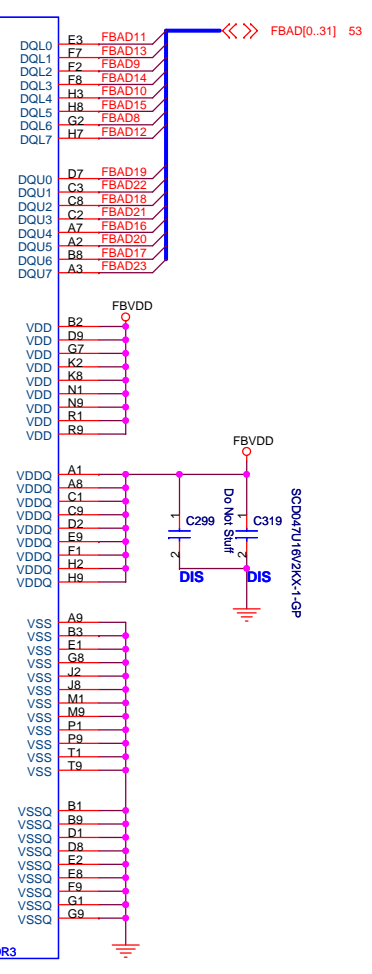 FBAD[0..31] 53
DQL0 E3 FBAD11
DQL1 F7 FBAD13
DQL2 F2 FBAD9
DQL3 F8 FBAD14
DQL4 H3 FBAD10
DQL5 H8 FBAD15
DQL6 G2 FBAD8
DQL7 H7 FBAD12
DQU0 D7 FBAD19
DQU1 C3 FBAD22
DQU2 C8 FBAD18
DQU3 C2 FBAD21
DQU4 A7 FBAD16
DQU5 A2 FBAD20
DQU6 B8 FBAD17
DQU7 A3 FBAD23
FBVDD
VDD B2
VDD D9
VDD G7
VDD K2
VDD K8
VDD N1
VDD N9
VDD R1
VDD R9
FBVDD
VDDQ A1
VDDQ A8
VDDQ C1
VDDQ C9
VDDQ D2
VDDQ E9
VDDQ F1
VDDQ H2
VDDQ H9
1 C299 2
DIS
Do Not Stuff
1 C319 2
DIS
SCD047U16V2KX-1-GP
VSS A9
VSS B3
VSS E1
VSS G8
VSS J2
VSS J8
VSS M1
VSS M9
VSS P1
VSS P9
VSS T1
VSS T9
VSSQ B1
VSSQ B9
VSSQ D1
VSSQ D8
VSSQ E2
VSSQ E8
VSSQ F9
VSSQ G1
VSSQ G9